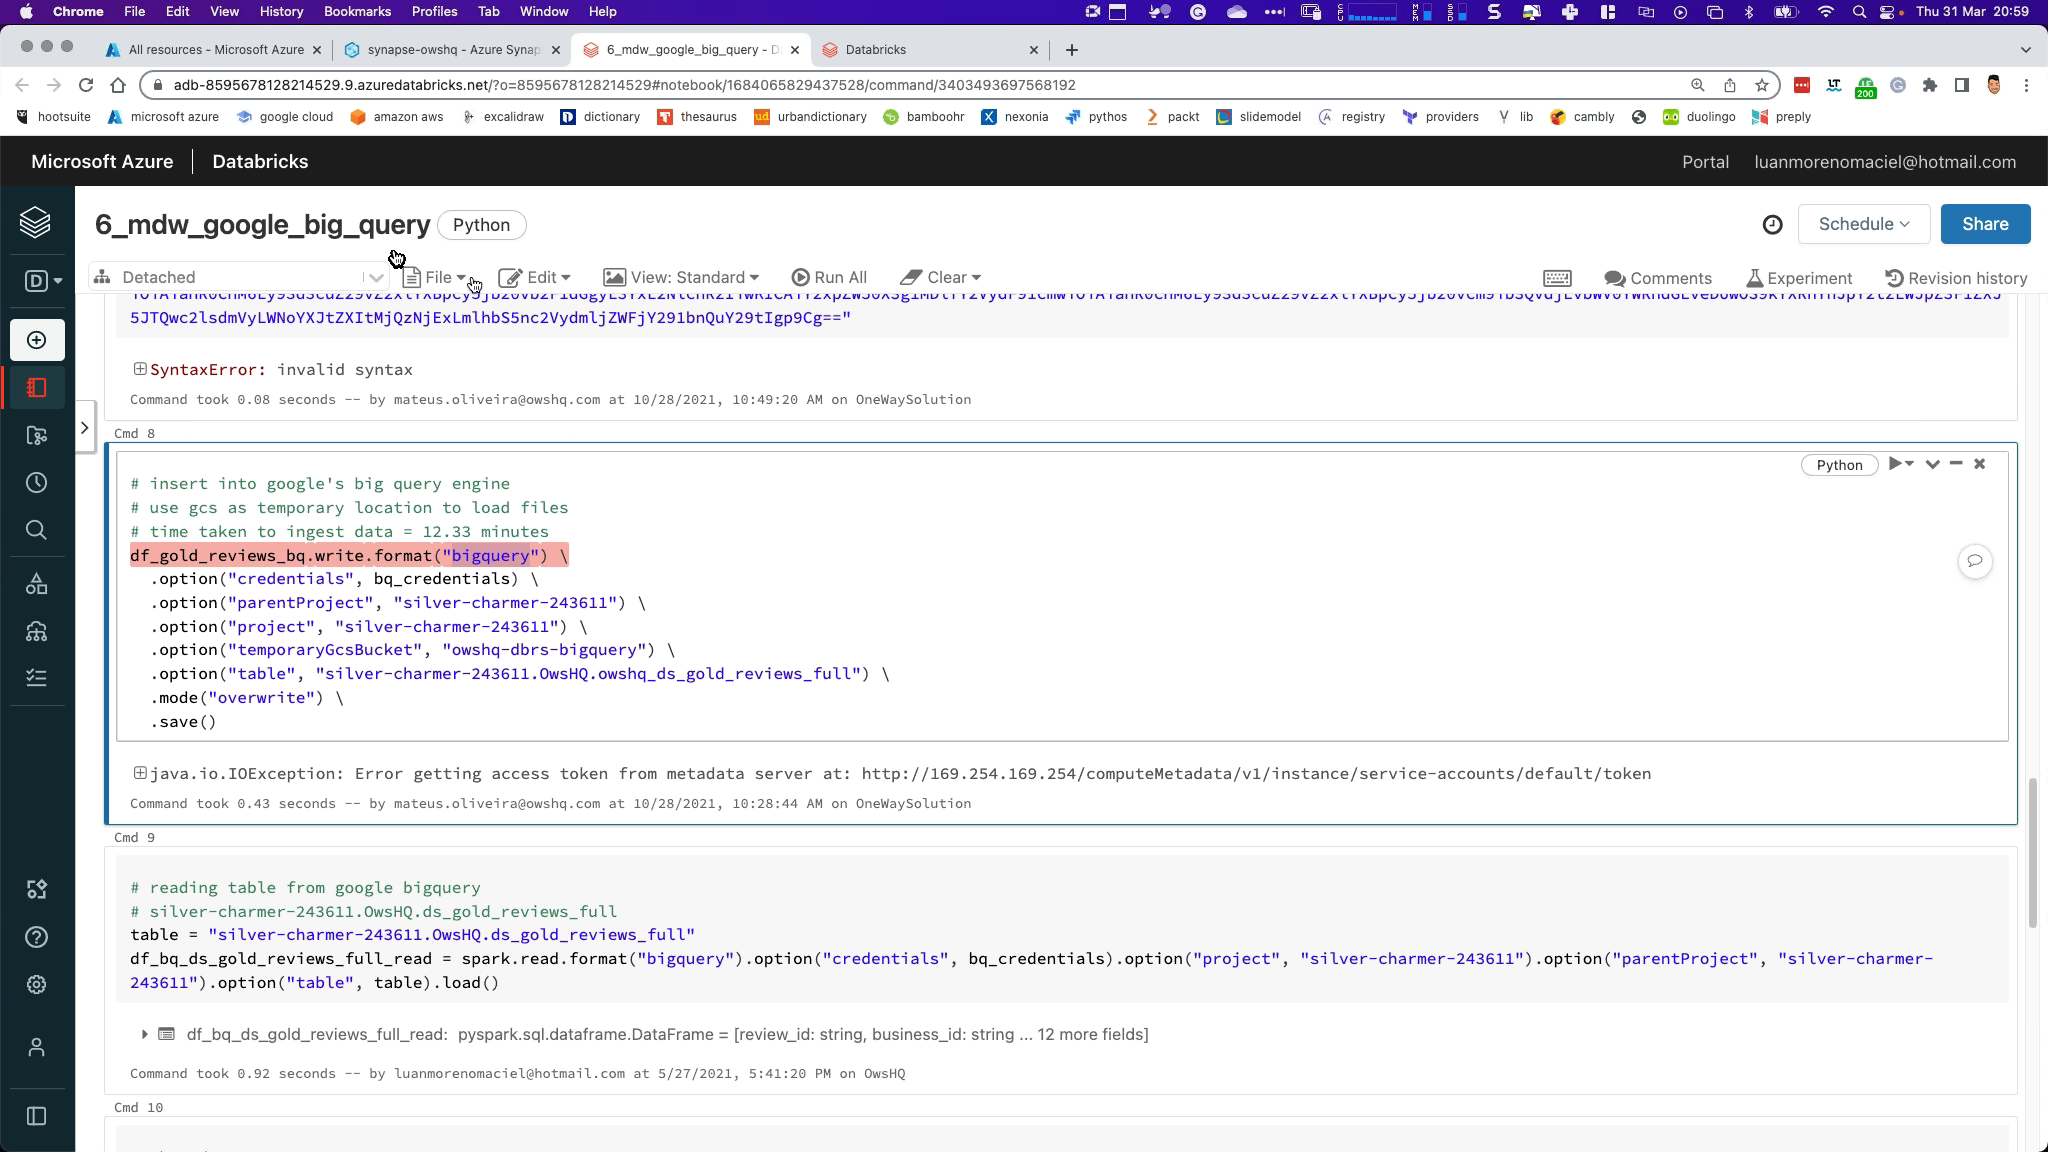 Chrome File Edit View History Bookmarks Profiles Tab Window Help
Thu 31 Mar 20:59
All resources - Microsoft Azure
synapse-owshq - Azure Synap
6_mdw_google_big_query - D
Databricks
adb-8595678128214529.9.azuredatabricks.net/?o=8595678128214529#notebook/1684065829437528/command/3403493697568192
200
hootsuite microsoft azure google cloud amazon aws excalidraw dictionary thesaurus urbandictionary bamboohr nexonia pythos packt slidemodel registry providers lib cambly duolingo preply
Microsoft Azure Databricks
Portal luanmorenomaciel@hotmail.com
6_mdw_google_big_query Python
Schedule Share
Detached File Edit View: Standard Run All Clear
Comments Experiment Revision history
5JTQwc2lsdmVyLWNoYXJtZXItMjQzNjExLmlhbS5nc2VydmljZWFjY291bnQuY29tIgp9Cg=="
SyntaxError: invalid syntax
Command took 0.08 seconds -- by mateus.oliveira@owshq.com at 10/28/2021, 10:49:20 AM on OneWaySolution
Cmd 8
Python
# insert into google's big query engine
# use gcs as temporary location to load files
# time taken to ingest data = 12.33 minutes
df_gold_reviews_bq.write.format("bigquery") \
.option("credentials", bq_credentials) \
.option("parentProject", "silver-charmer-243611") \
.option("project", "silver-charmer-243611") \
.option("temporaryGcsBucket", "owshq-dbrs-bigquery") \
.option("table", "silver-charmer-243611.OwsHQ.owshq_ds_gold_reviews_full") \
.mode("overwrite") \
.save()
java.io.IOException: Error getting access token from metadata server at: http://169.254.169.254/computeMetadata/v1/instance/service-accounts/default/token
Command took 0.43 seconds -- by mateus.oliveira@owshq.com at 10/28/2021, 10:28:44 AM on OneWaySolution
Cmd 9
# reading table from google bigquery
# silver-charmer-243611.OwsHQ.ds_gold_reviews_full
table = "silver-charmer-243611.OwsHQ.ds_gold_reviews_full"
df_bq_ds_gold_reviews_full_read = spark.read.format("bigquery").option("credentials", bq_credentials).option("project", "silver-charmer-243611").option("parentProject", "silver-charmer-
243611").option("table", table).load()
df_bq_ds_gold_reviews_full_read: pyspark.sql.dataframe.DataFrame = [review_id: string, business_id: string ... 12 more fields]
Command took 0.92 seconds -- by luanmorenomaciel@hotmail.com at 5/27/2021, 5:41:20 PM on OwsHQ
Cmd 10